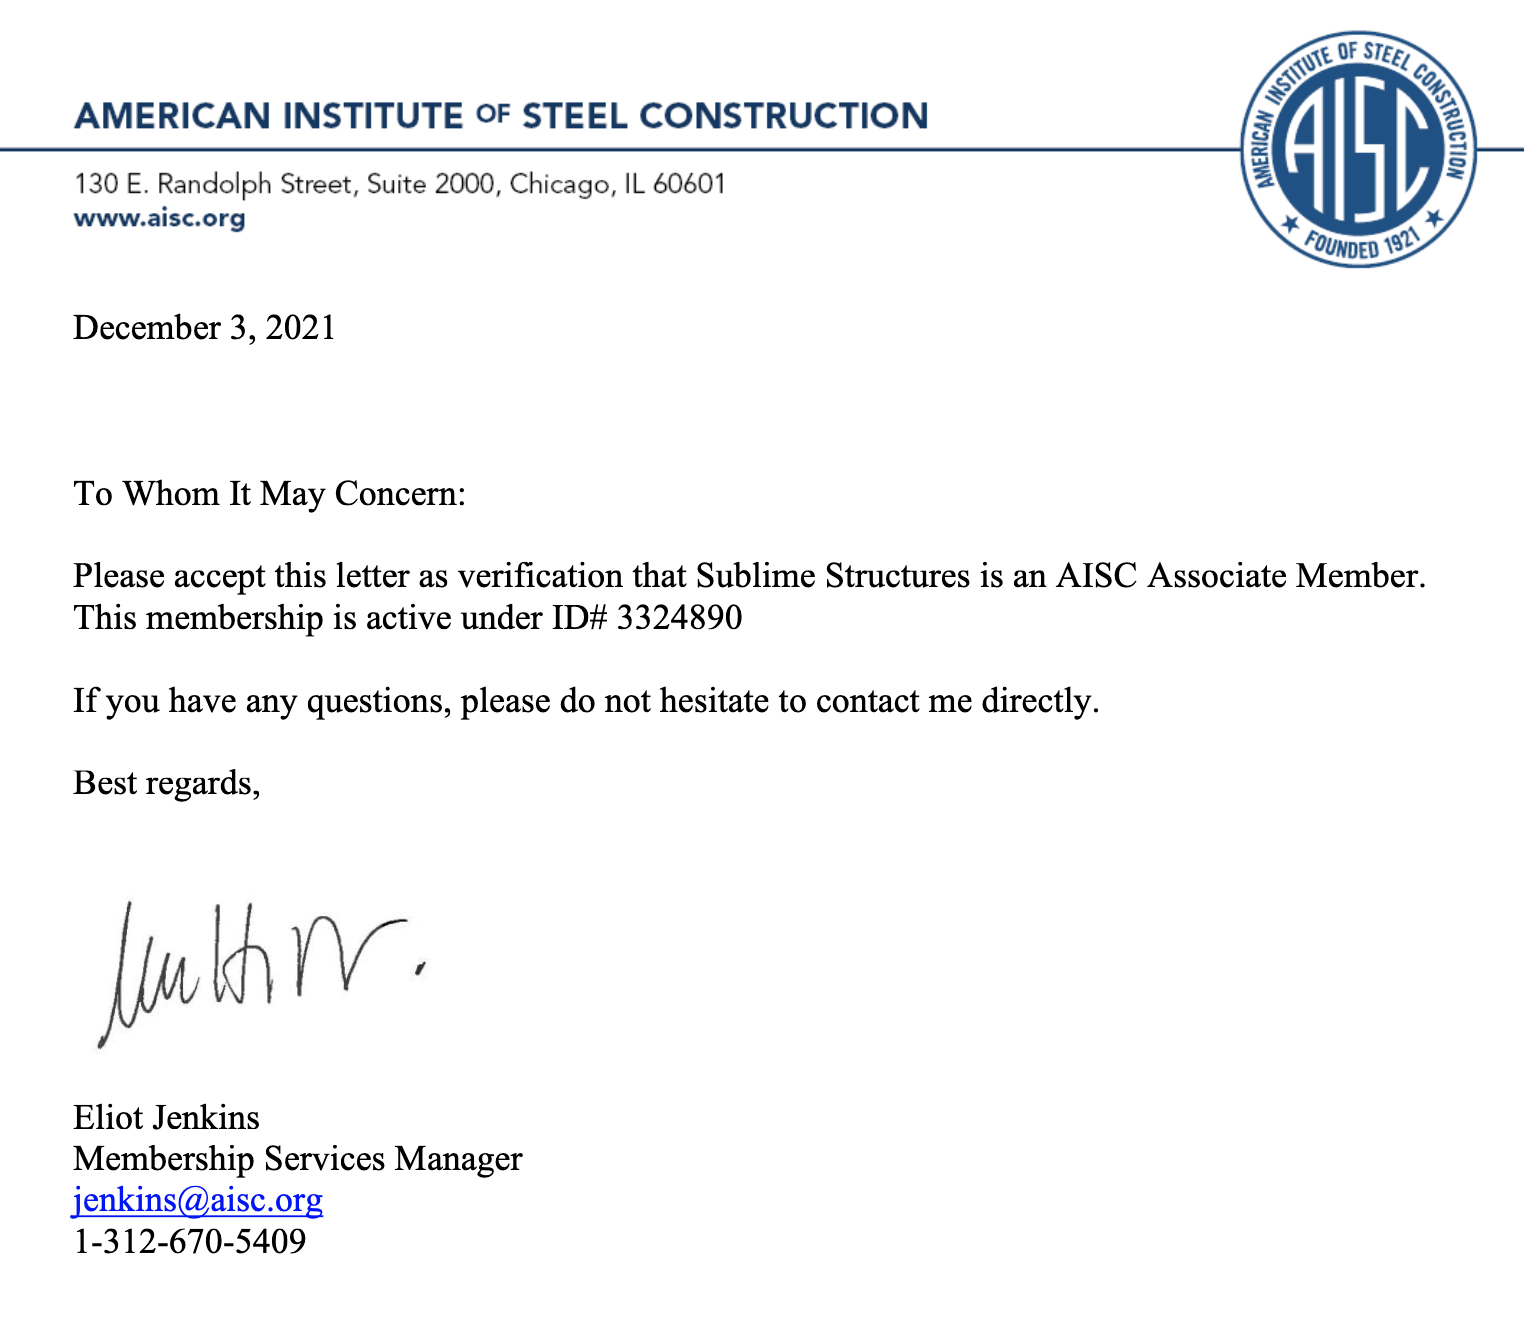 AMERICAN INSTITUTE OF STEEL CONSTRUCTION
130 E. Randolph Street, Suite 2000, Chicago, IL 60601
www.aisc.org
AMERICAN INSTITUTE OF STEEL CONSTRUCTION
AISC
FOUNDED 1921
December 3, 2021
To Whom It May Concern:
Please accept this letter as verification that Sublime Structures is an AISC Associate Member.
This membership is active under ID# 3324890
If you have any questions, please do not hesitate to contact me directly.
Best regards,
Eliot Jenkins
Membership Services Manager
jenkins@aisc.org
1-312-670-5409